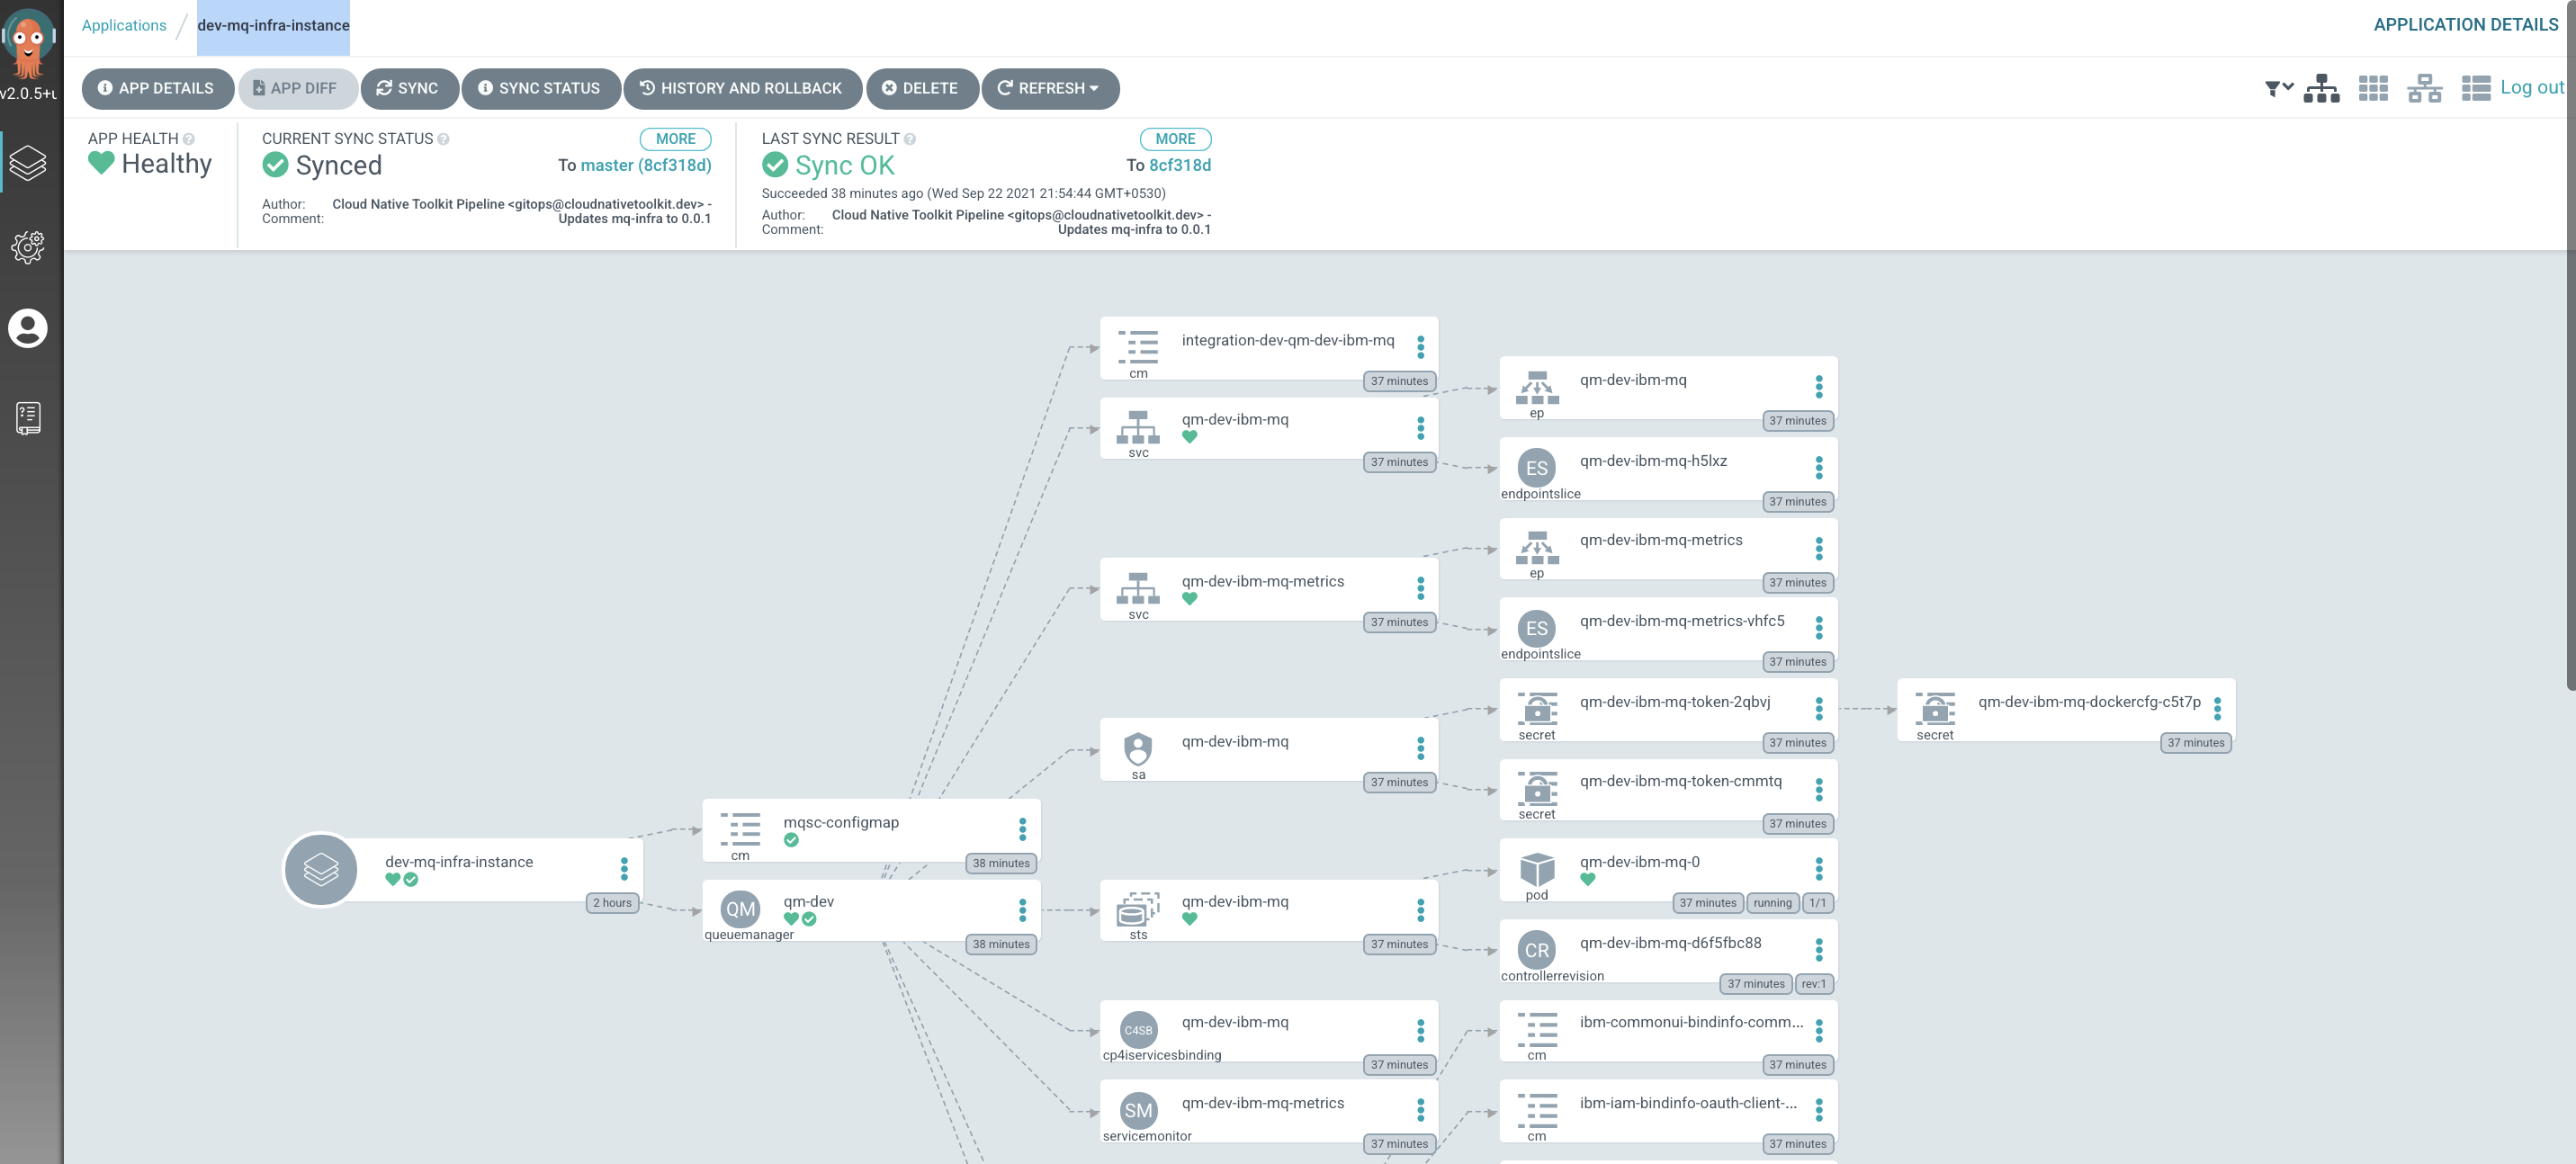 Applications / dev-mq-infra-instance
APPLICATION DETAILS
v2.0.5+
APP DETAILS
APP DIFF
SYNC
SYNC STATUS
HISTORY AND ROLLBACK
DELETE
REFRESH
Log out
APP HEALTH
Healthy
CURRENT SYNC STATUS
MORE
Synced
To master (8cf318d)
Author: Cloud Native Toolkit Pipeline <gitops@cloudnativetoolkit.dev> -
Comment: Updates mq-infra to 0.0.1
LAST SYNC RESULT
MORE
Sync OK
To 8cf318d
Succeeded 38 minutes ago (Wed Sep 22 2021 21:54:44 GMT+0530)
Author: Cloud Native Toolkit Pipeline <gitops@cloudnativetoolkit.dev> -
Comment: Updates mq-infra to 0.0.1
dev-mq-infra-instance
2 hours
mqsc-configmap
cm
38 minutes
QM
qm-dev
queuemanager
38 minutes
integration-dev-qm-dev-ibm-mq
cm
37 minutes
qm-dev-ibm-mq
svc
37 minutes
qm-dev-ibm-mq-metrics
svc
37 minutes
qm-dev-ibm-mq
sa
37 minutes
qm-dev-ibm-mq
sts
37 minutes
C4SB
qm-dev-ibm-mq
cp4iservicesbinding
37 minutes
SM
qm-dev-ibm-mq-metrics
servicemonitor
37 minutes
qm-dev-ibm-mq
ep
37 minutes
ES
qm-dev-ibm-mq-h5lxz
endpointslice
37 minutes
qm-dev-ibm-mq-metrics
ep
37 minutes
ES
qm-dev-ibm-mq-metrics-vhfc5
endpointslice
37 minutes
qm-dev-ibm-mq-token-2qbvj
secret
37 minutes
qm-dev-ibm-mq-token-cmmtq
secret
37 minutes
qm-dev-ibm-mq-0
pod
37 minutes running 1/1
CR
qm-dev-ibm-mq-d6f5fbc88
controllerrevision
37 minutes rev:1
ibm-commonui-bindinfo-comm...
cm
37 minutes
ibm-iam-bindinfo-oauth-client-...
cm
37 minutes
qm-dev-ibm-mq-dockercfg-c5t7p
secret
37 minutes